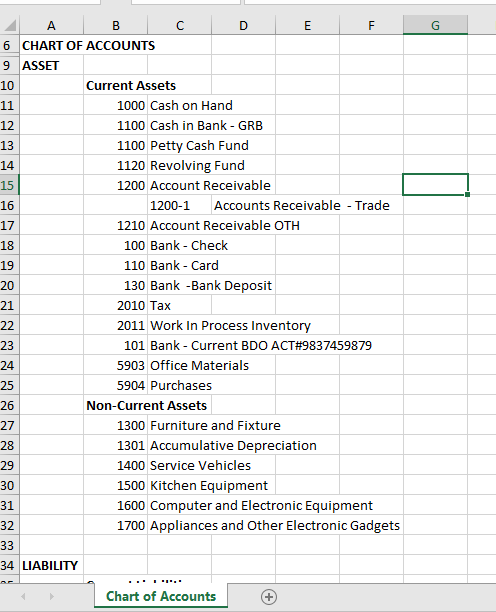 A B C D E F G
6 CHART OF ACCOUNTS
9 ASSET
10 Current Assets
11 1000 Cash on Hand
12 1100 Cash in Bank - GRB
13 1100 Petty Cash Fund
14 1120 Revolving Fund
15 1200 Account Receivable
16 1200-1 Accounts Receivable - Trade
17 1210 Account Receivable OTH
18 100 Bank - Check
19 110 Bank - Card
20 130 Bank -Bank Deposit
21 2010 Tax
22 2011 Work In Process Inventory
23 101 Bank - Current BDO ACT#9837459879
24 5903 Office Materials
25 5904 Purchases
26 Non-Current Assets
27 1300 Furniture and Fixture
28 1301 Accumulative Depreciation
29 1400 Service Vehicles
30 1500 Kitchen Equipment
31 1600 Computer and Electronic Equipment
32 1700 Appliances and Other Electronic Gadgets
33
34 LIABILITY
Chart of Accounts